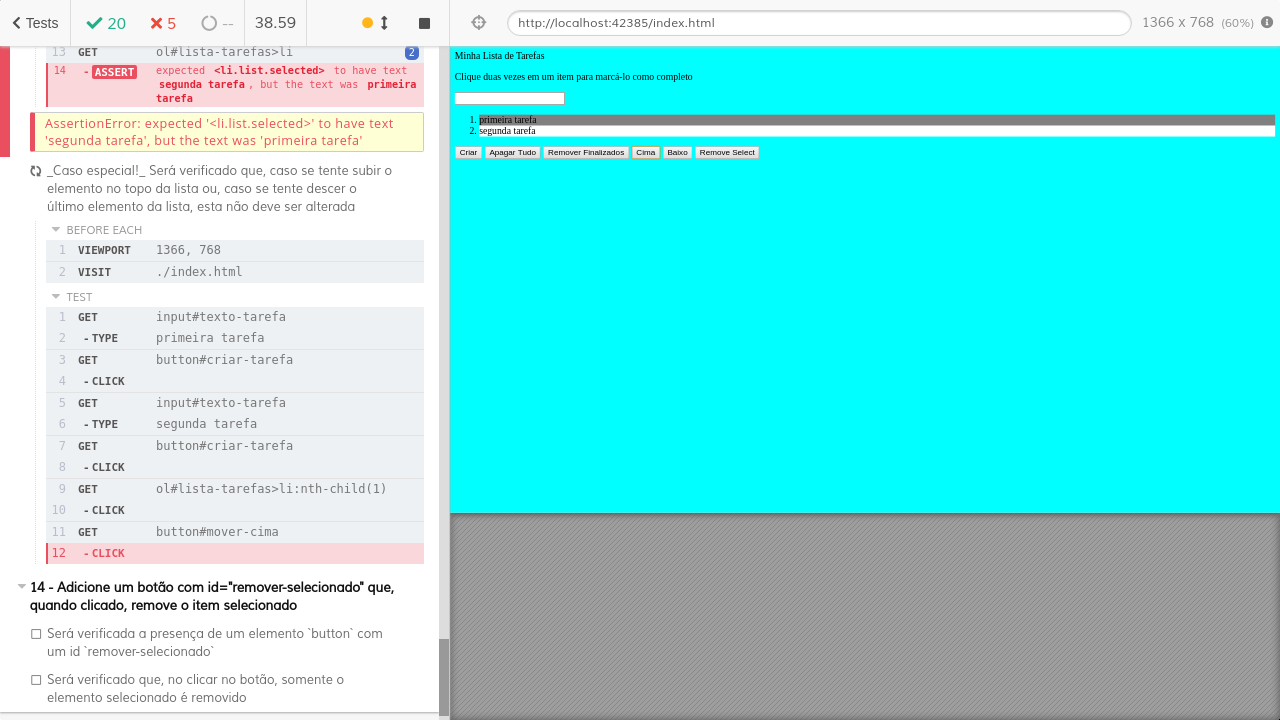 Tests 20 5 -- 38.59
http://localhost:42385/index.html 1366 x 768 (60%)
13 GET ol#lista-tarefas>li 2
14 - ASSERT expected <li.list.selected> to have text
segunda tarefa , but the text was primeira
tarefa
AssertionError: expected '<li.list.selected>' to have text
'segunda tarefa', but the text was 'primeira tarefa'
_Caso especial!_ Será verificado que, caso se tente subir o
elemento no topo da lista ou, caso se tente descer o
último elemento da lista, esta não deve ser alterada
BEFORE EACH
1 VIEWPORT 1366, 768
2 VISIT ./index.html
TEST
1 GET input#texto-tarefa
2 - TYPE primeira tarefa
3 GET button#criar-tarefa
4 - CLICK
5 GET input#texto-tarefa
6 - TYPE segunda tarefa
7 GET button#criar-tarefa
8 - CLICK
9 GET ol#lista-tarefas>li:nth-child(1)
10 - CLICK
11 GET button#mover-cima
12 - CLICK
14 - Adicione um botão com id="remover-selecionado" que,
quando clicado, remove o item selecionado
Será verificada a presença de um elemento `button` com
um id `remover-selecionado`
Será verificado que, no clicar no botão, somente o
elemento selecionado é removido
Minha Lista de Tarefas
Clique duas vezes em um item para marcá-lo como completo
1. primeira tarefa
2. segunda tarefa
Criar Apagar Tudo Remover Finalizados Cima Baixo Remove Select